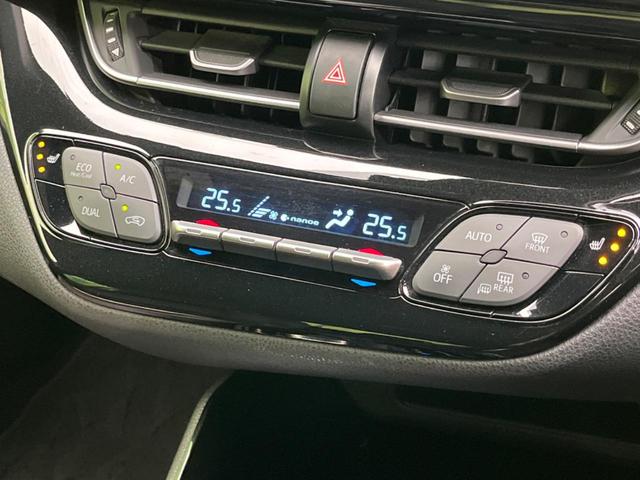 ECO
Heat/Cool
A/C
DUAL
25.5
nanoe
25.5
AUTO
FRONT
OFF
REAR